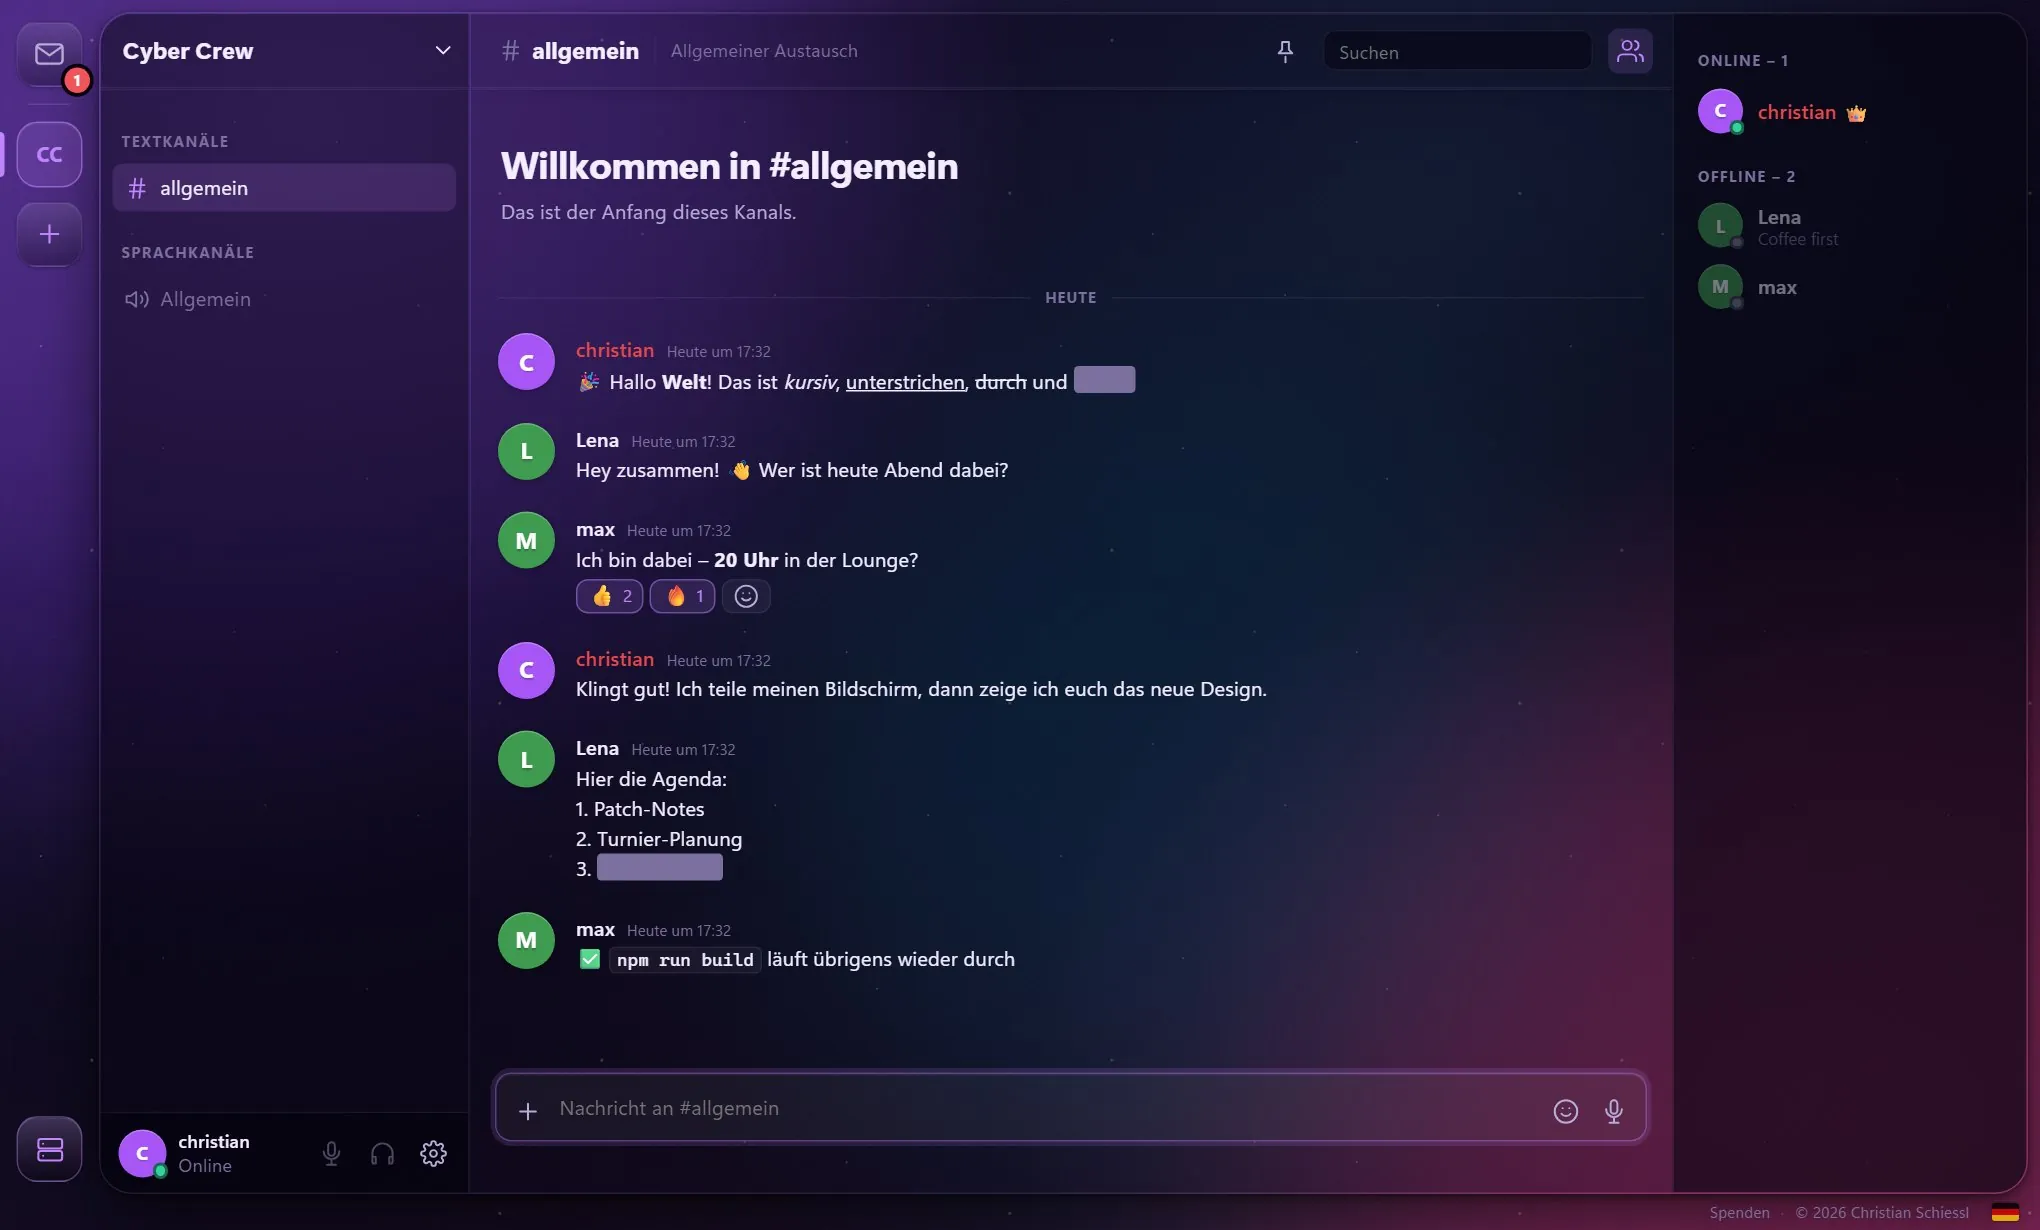 1
CC
Cyber Crew
TEXTKANÄLE
# allgemein
SPRACHKANÄLE
Allgemein
C
christian
Online
# allgemein
Allgemeiner Austausch
Suchen
Willkommen in #allgemein
Das ist der Anfang dieses Kanals.
HEUTE
C
christian Heute um 17:32
🎉 Hallo Welt! Das ist kursiv, unterstrichen, durch und
L
Lena Heute um 17:32
Hey zusammen! 👋 Wer ist heute Abend dabei?
M
max Heute um 17:32
Ich bin dabei – 20 Uhr in der Lounge?
👍 2 🔥 1
C
christian Heute um 17:32
Klingt gut! Ich teile meinen Bildschirm, dann zeige ich euch das neue Design.
L
Lena Heute um 17:32
Hier die Agenda:
1. Patch-Notes
2. Turnier-Planung
3.
M
max Heute um 17:32
✅ npm run build läuft übrigens wieder durch
Nachricht an #allgemein
ONLINE – 1
C
christian 👑
OFFLINE – 2
L
Lena
Coffee first
M
max
Spenden · © 2026 Christian Schiessl